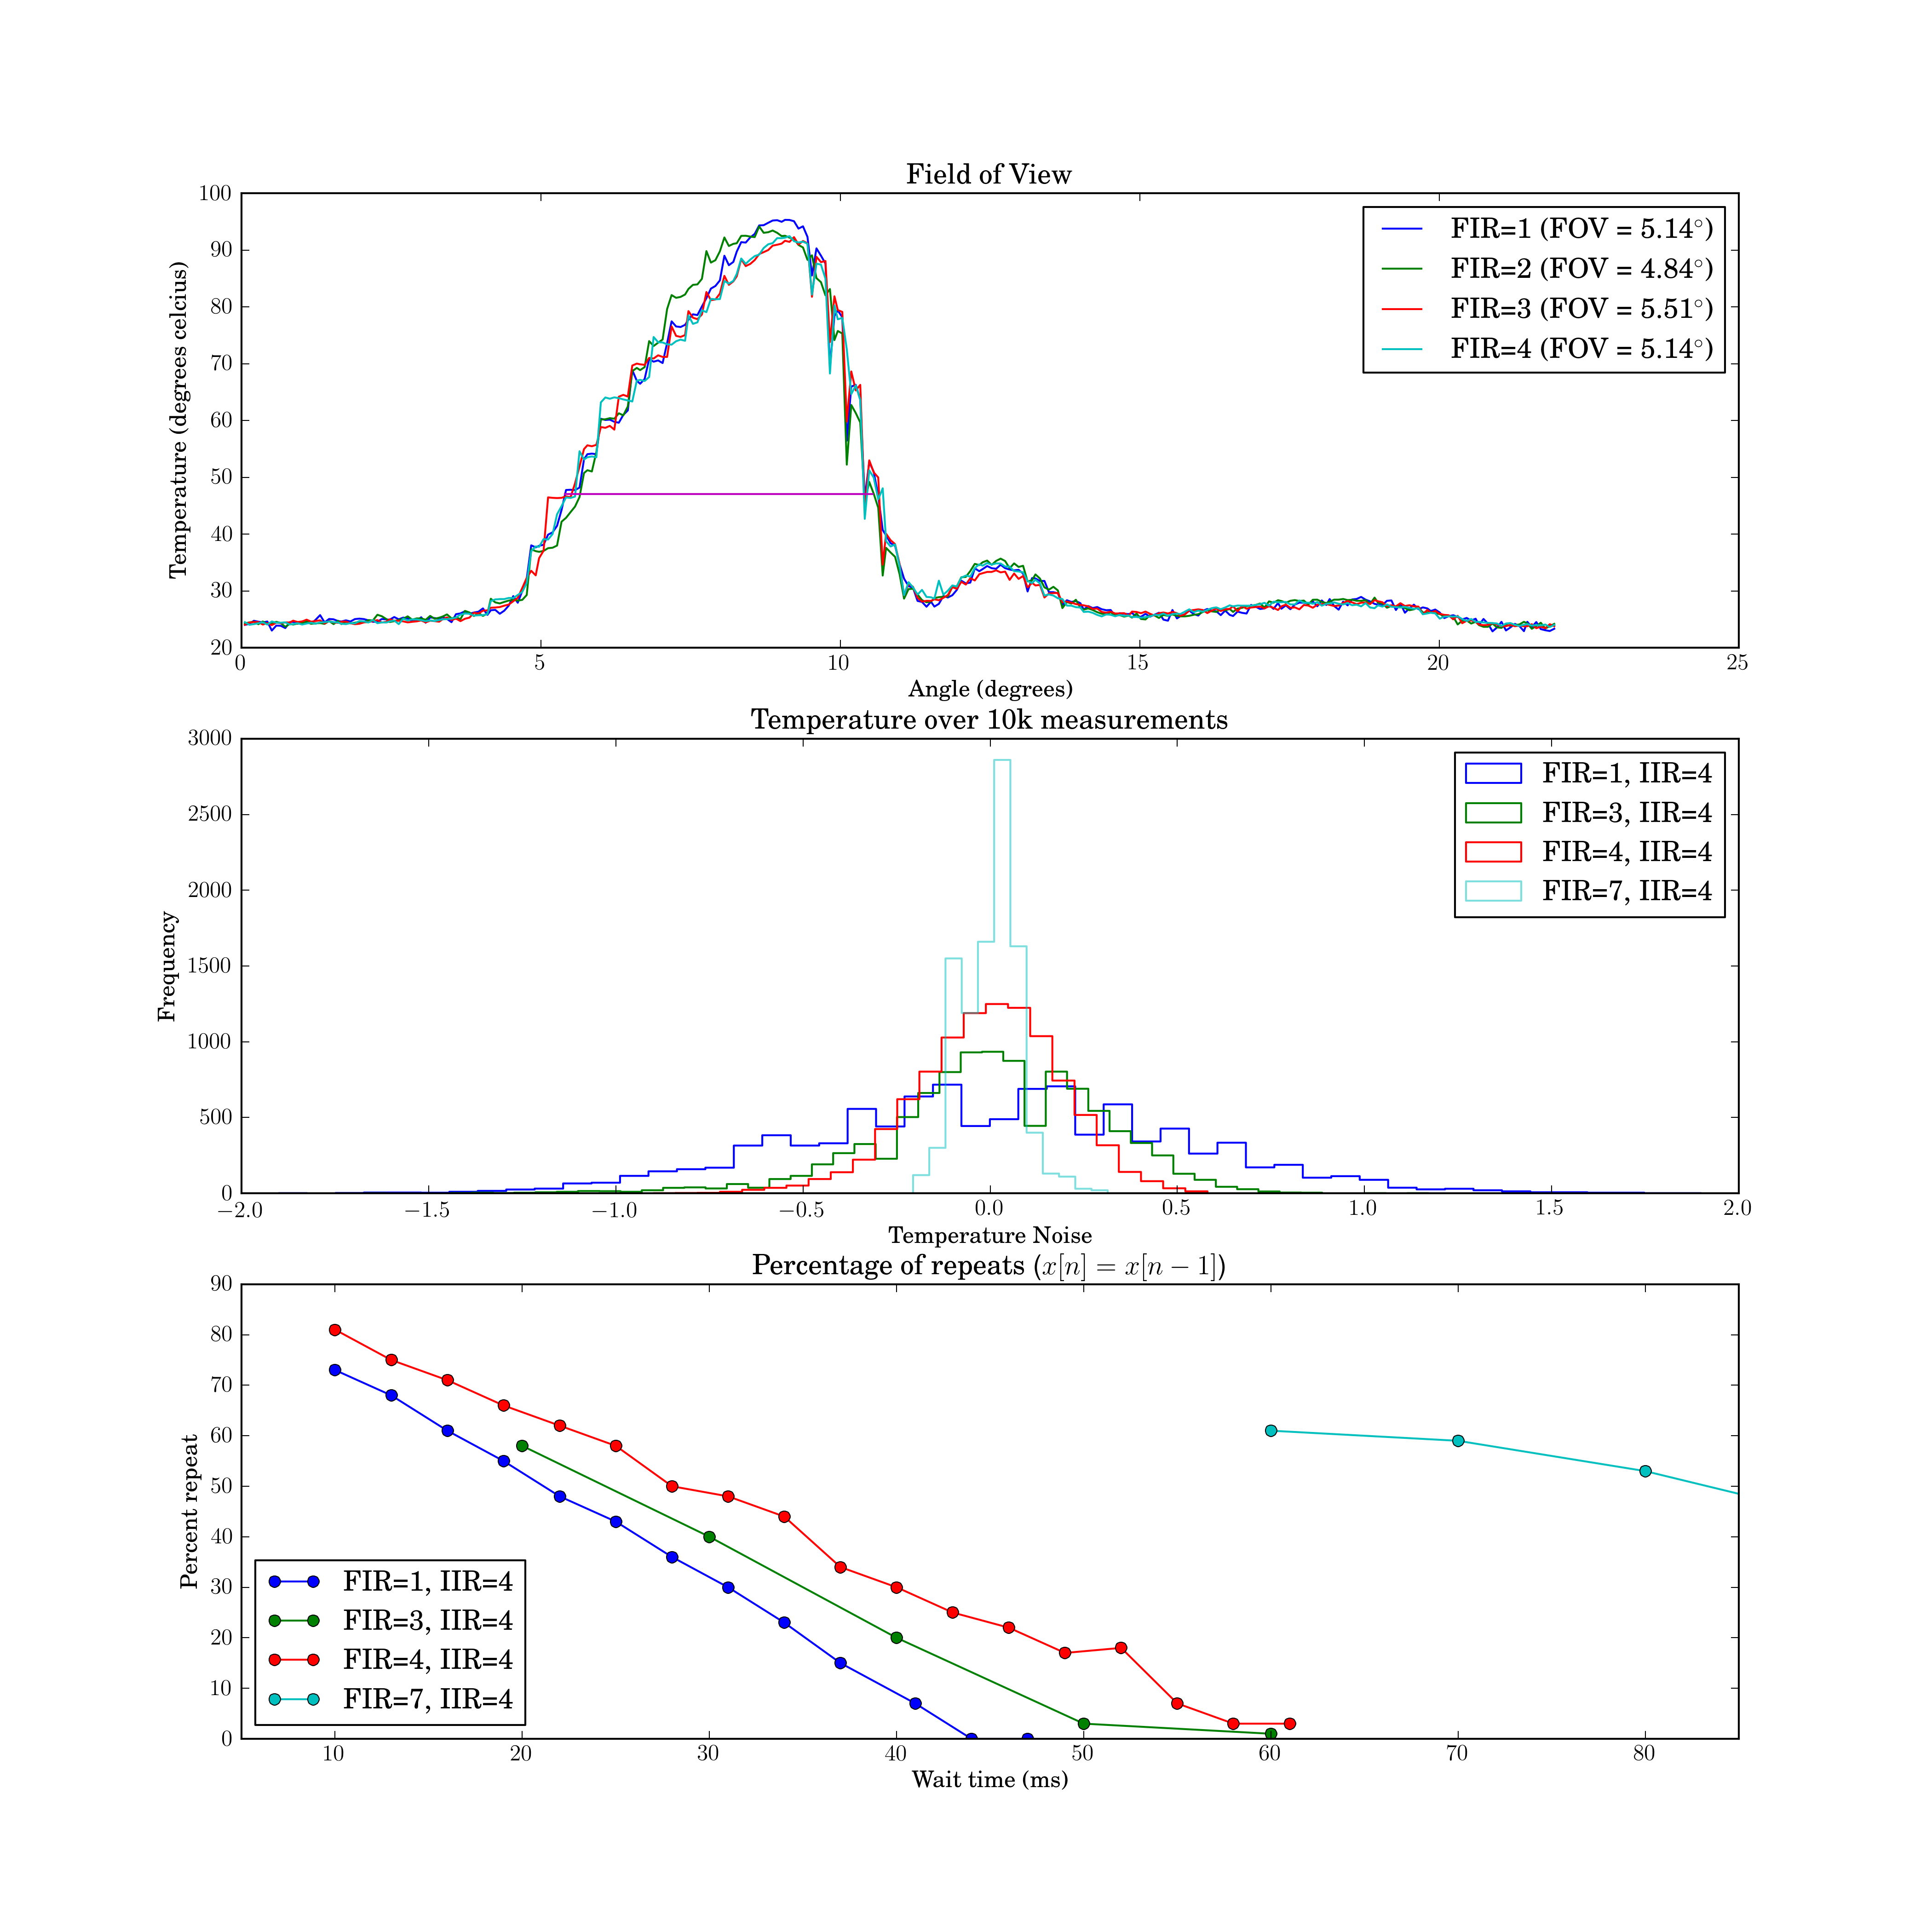 Field of View
100
90
80
70
60
50
40
30
20
Temperature (degrees celcius)
FIR=1 (FOV = 5.14°)
FIR=2 (FOV = 4.84°)
FIR=3 (FOV = 5.51°)
FIR=4 (FOV = 5.14°)
0 5 10 15 20 25
Angle (degrees)
Temperature over 10k measurements
3000
2500
2000
1500
1000
500
0
Frequency
FIR=1, IIR=4
FIR=3, IIR=4
FIR=4, IIR=4
FIR=7, IIR=4
−2.0 −1.5 −1.0 −0.5 0.0 0.5 1.0 1.5 2.0
Temperature Noise
Percentage of repeats (x[n] = x[n − 1])
90
80
70
60
50
40
30
20
10
0
Percent repeat
FIR=1, IIR=4
FIR=3, IIR=4
FIR=4, IIR=4
FIR=7, IIR=4
10 20 30 40 50 60 70 80
Wait time (ms)